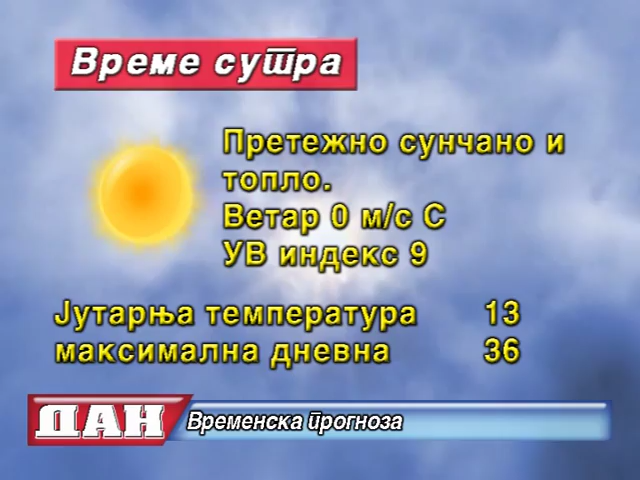 Време сутра
Претежно сунчано и
топло.
Ветар 0 м/с С
УВ индекс 9
Јутарња температура 13
максимална дневна 36
ДАН Временска прогноза